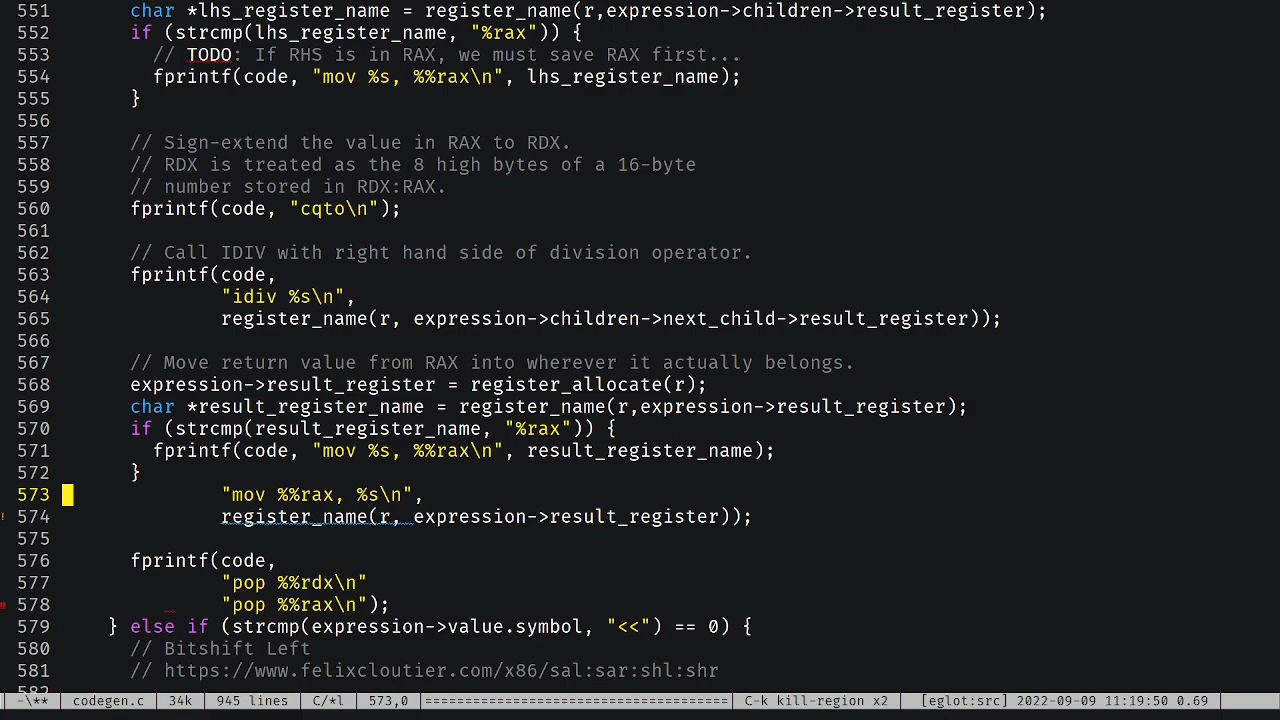 551       char *lhs_register_name = register_name(r,expression->children->result_register);
552       if (strcmp(lhs_register_name, "%rax")) {
553         // TODO: If RHS is in RAX, we must save RAX first...
554         fprintf(code, "mov %s, %%rax\n", lhs_register_name);
555       }
556
557       // Sign-extend the value in RAX to RDX.
558       // RDX is treated as the 8 high bytes of a 16-byte
559       // number stored in RDX:RAX.
560       fprintf(code, "cqto\n");
561
562       // Call IDIV with right hand side of division operator.
563       fprintf(code,
564               "idiv %s\n",
565               register_name(r, expression->children->next_child->result_register));
566
567       // Move return value from RAX into wherever it actually belongs.
568       expression->result_register = register_allocate(r);
569       char *result_register_name = register_name(r,expression->result_register);
570       if (strcmp(result_register_name, "%rax")) {
571         fprintf(code, "mov %s, %%rax\n", result_register_name);
572       }
573               "mov %%rax, %s\n",
! 574               register_name(r, expression->result_register));
575
576       fprintf(code,
577               "pop %%rdx\n"
!! 578               "pop %%rax\n");
579     } else if (strcmp(expression->value.symbol, "<<") == 0) {
580       // Bitshift Left
581       // https://www.felixcloutier.com/x86/sal:sar:shl:shr
582
-\** codegen.c 34k 945 lines C/*l 573,0 =========================== C-k kill-region x2 [eglot:src] 2022-09-09 11:19:50 0.69